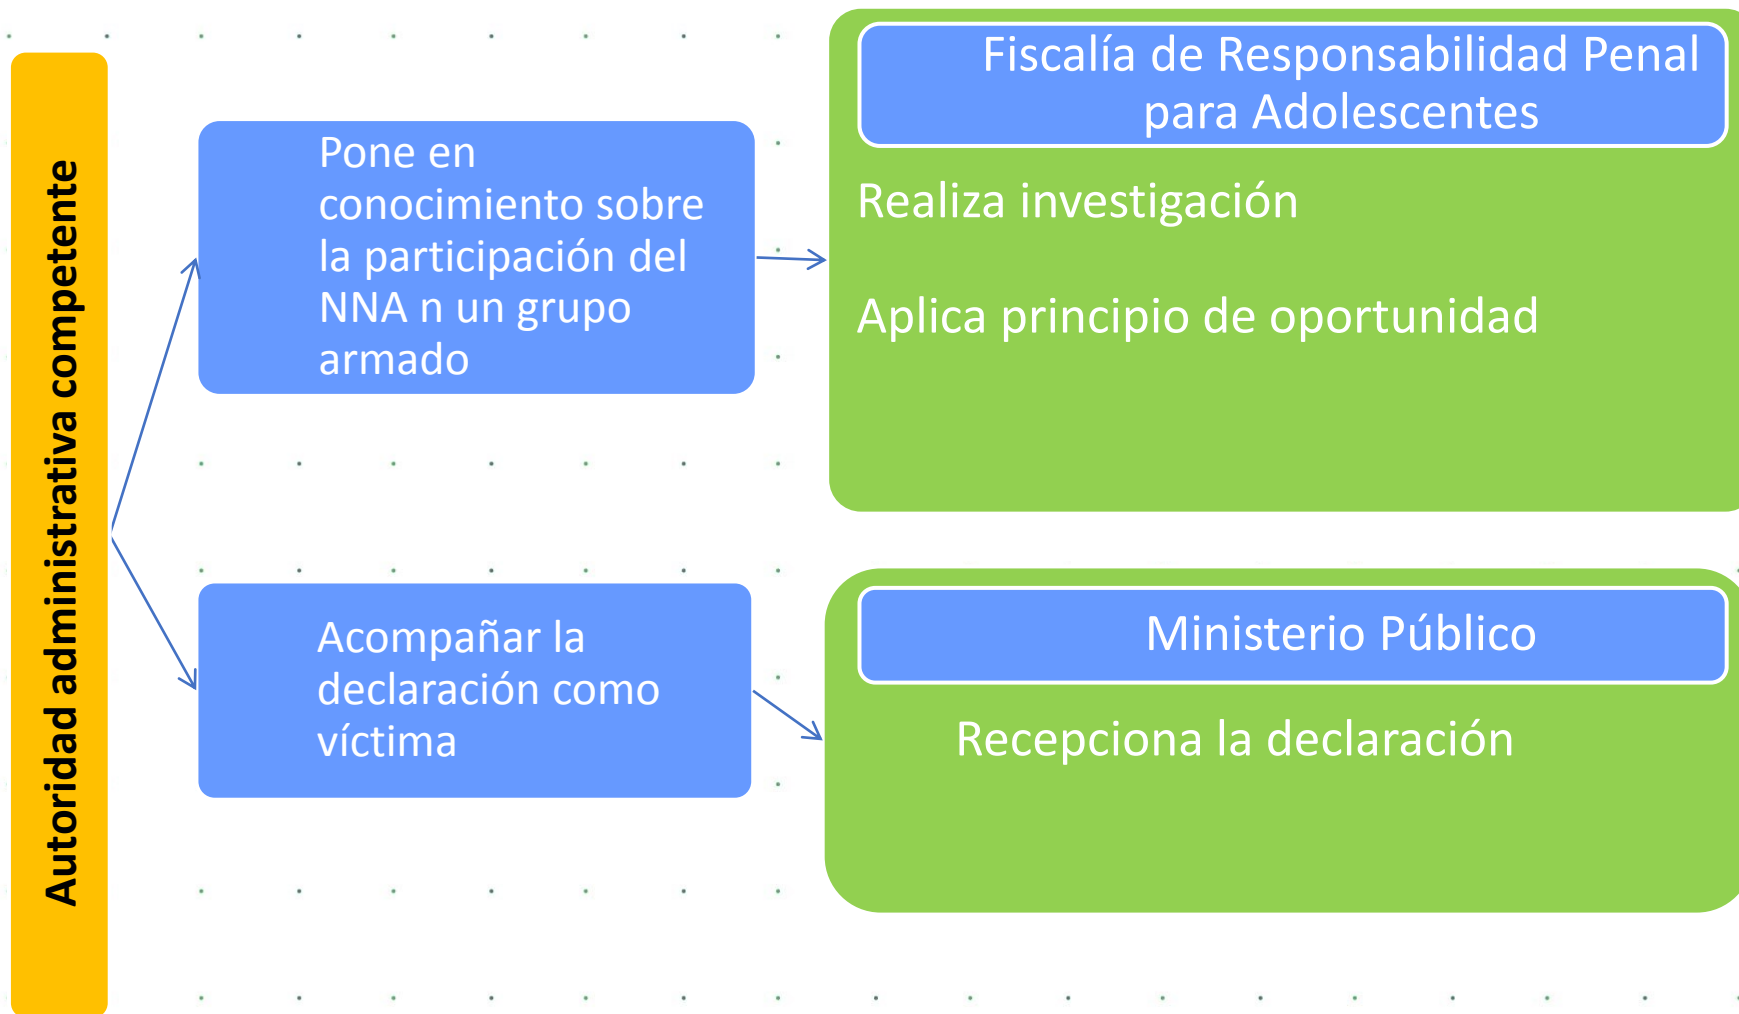 Autoridad administrativa competente
Pone en
conocimiento sobre
la participación del
NNA n un grupo
armado
Fiscalía de Responsabilidad Penal
para Adolescentes
Realiza investigación
Aplica principio de oportunidad
Acompañar la
declaración como
víctima
Ministerio Público
Recepciona la declaración